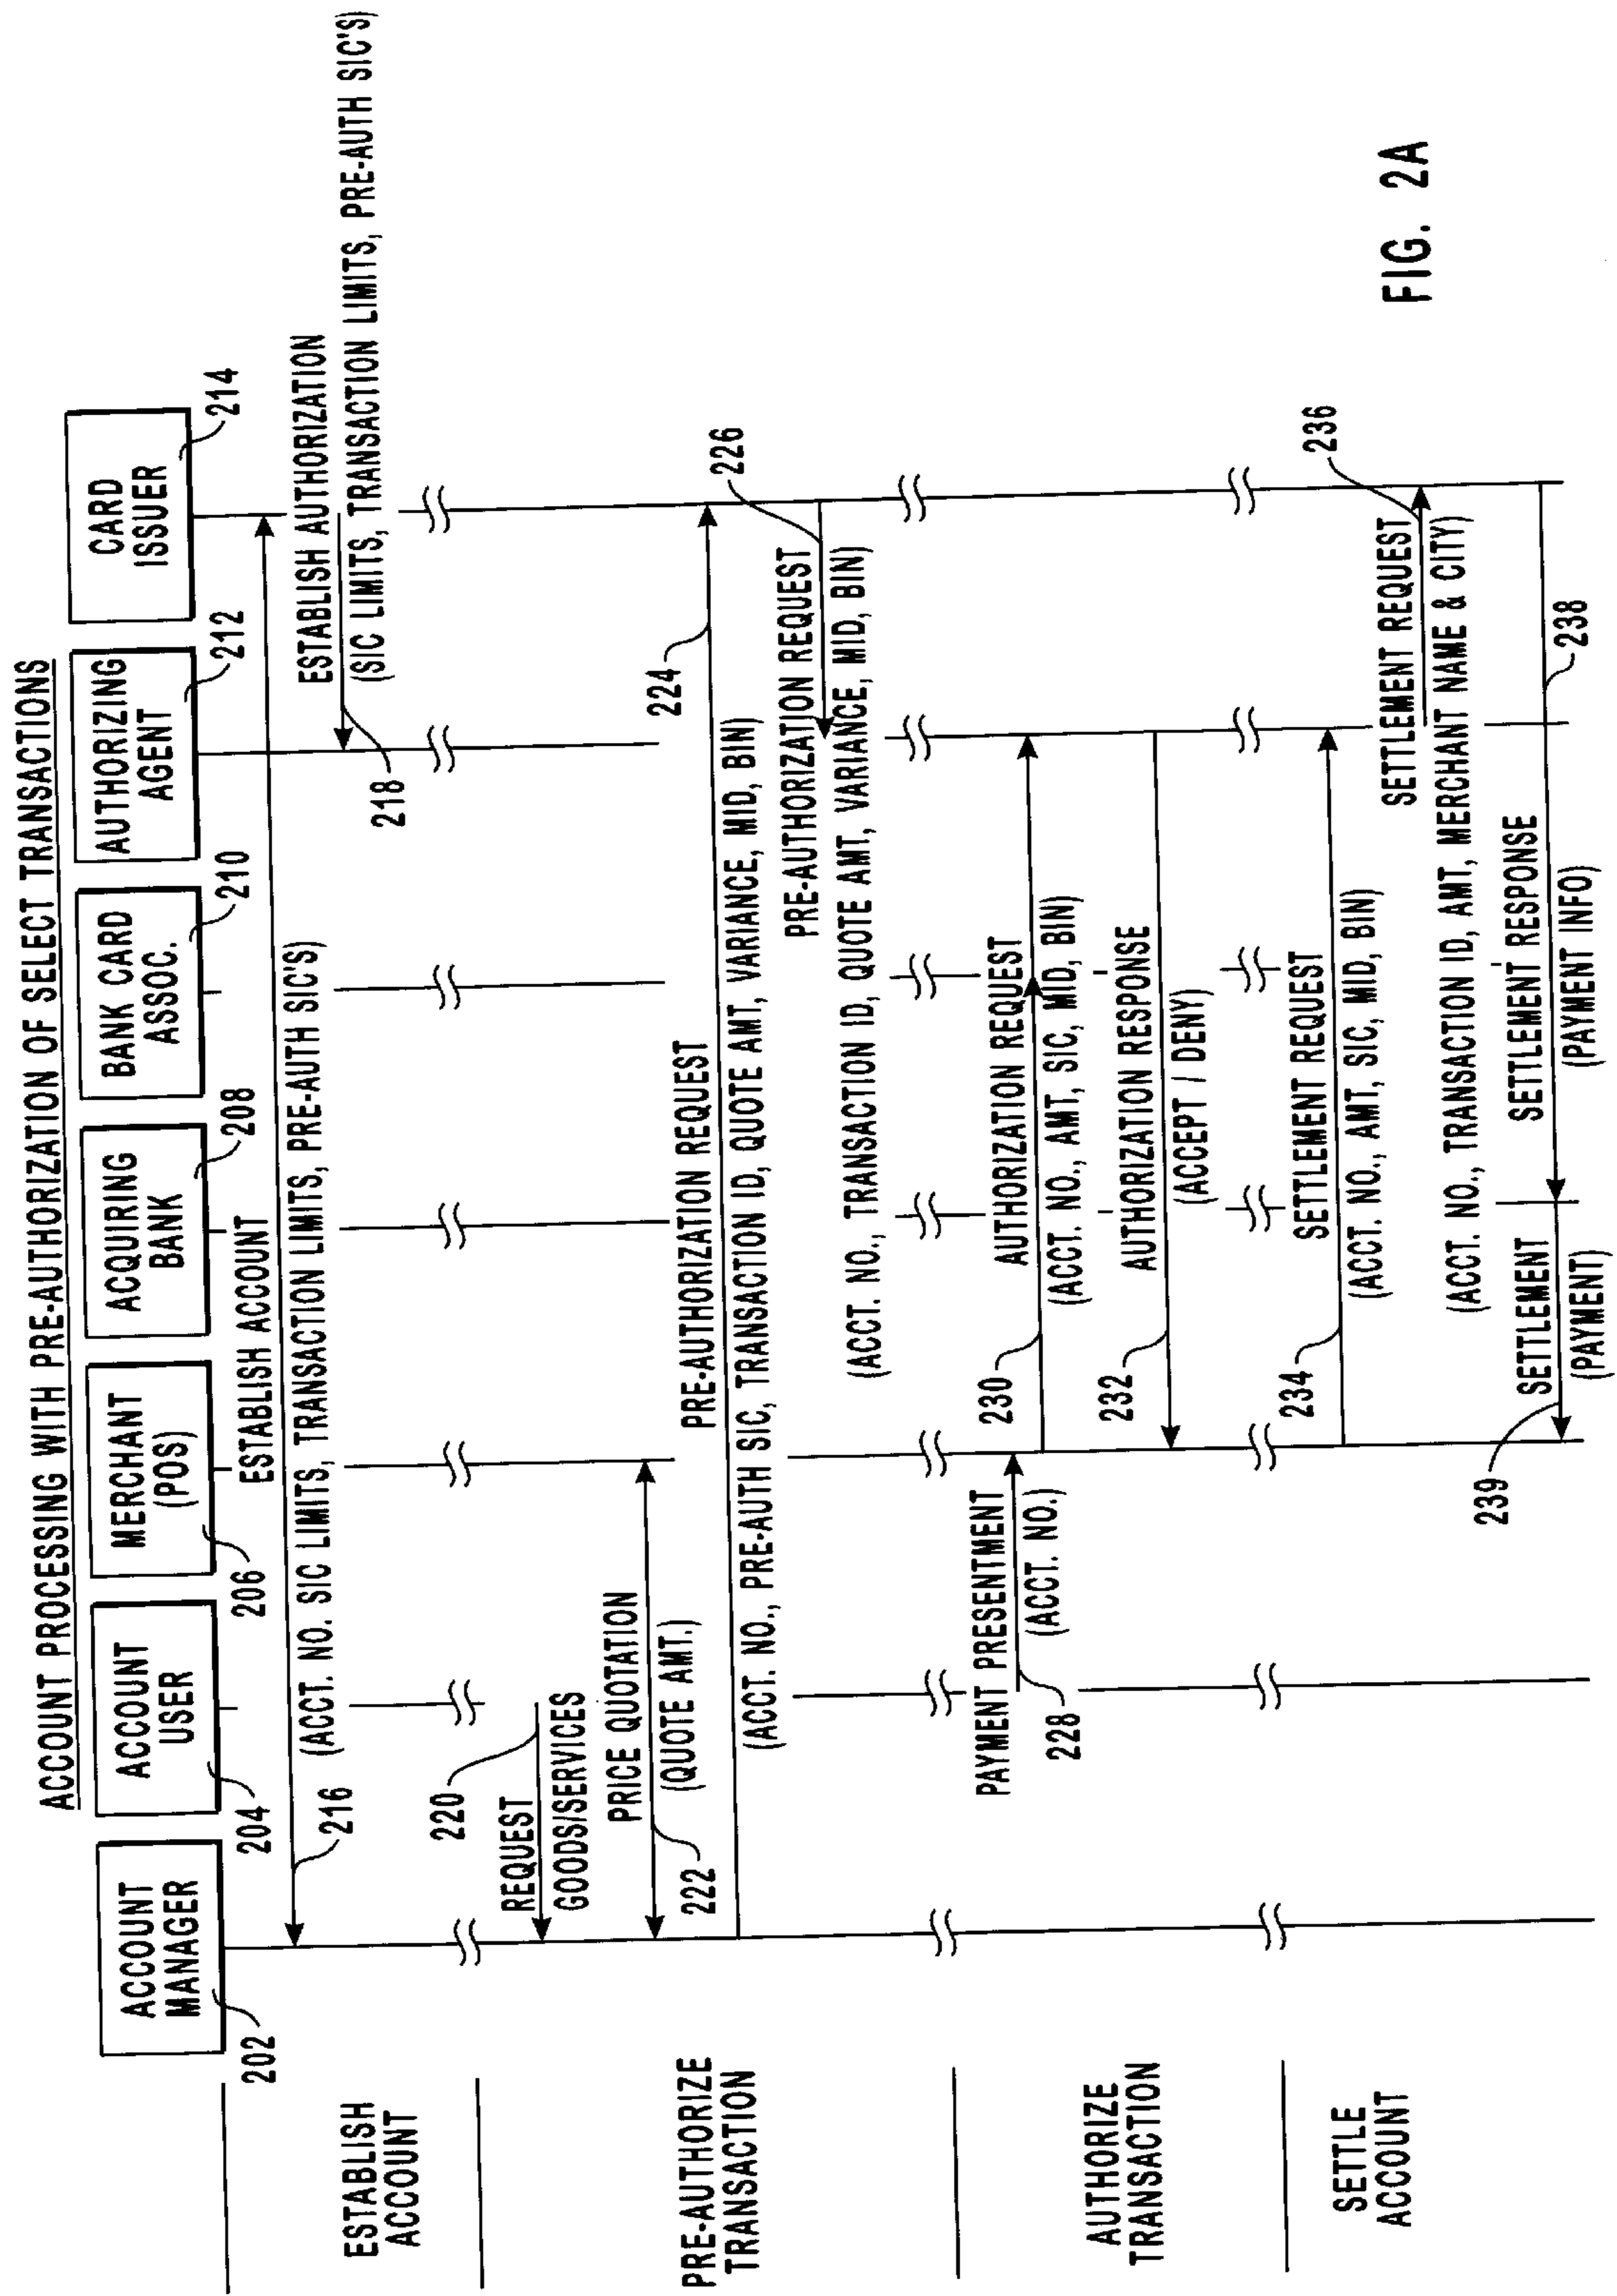 ACCOUNT PROCESSING WITH PRE-AUTHORIZATION OF SELECT TRANSACTIONS
ACCOUNT
MANAGER
202
ACCOUNT
USER
204
MERCHANT
(POS)
206
ACQUIRING
BANK
208
BANK CARD
ASSOC.
210
AUTHORIZING
AGENT
212
CARD
ISSUER
214
ESTABLISH
ACCOUNT
ESTABLISH ACCOUNT
216
(ACCT. NO. SIC LIMITS, TRANSACTION LIMITS, PRE-AUTH SIC'S)
ESTABLISH AUTHORIZATION
(SIC LIMITS, TRANSACTION LIMITS, PRE-AUTH SIC'S)
218
PRE-AUTHORIZE
TRANSACTION
220
REQUEST
GOODS/SERVICES
PRICE QUOTATION
(QUOTE AMT.)
222
PRE-AUTHORIZATION REQUEST
224
(ACCT. NO., PRE-AUTH SIC, TRANSACTION ID, QUOTE AMT, VARIANCE, MID, BIN)
226
PRE-AUTHORIZATION REQUEST
(ACCT. NO., TRANSACTION ID, QUOTE AMT, VARIANCE, MID, BIN)
AUTHORIZE
TRANSACTION
PAYMENT PRESENTMENT
(ACCT. NO.)
228
230
AUTHORIZATION REQUEST
(ACCT. NO., AMT, SIC, MID, BIN)
232
AUTHORIZATION RESPONSE
(ACCEPT / DENY)
SETTLE
ACCOUNT
234
SETTLEMENT REQUEST
(ACCT. NO., AMT, SIC, MID, BIN)
236
SETTLEMENT REQUEST
(ACCT. NO., TRANSACTION ID, AMT, MERCHANT NAME & CITY)
SETTLEMENT RESPONSE
(PAYMENT INFO)
238
SETTLEMENT
(PAYMENT)
239
FIG. 2A